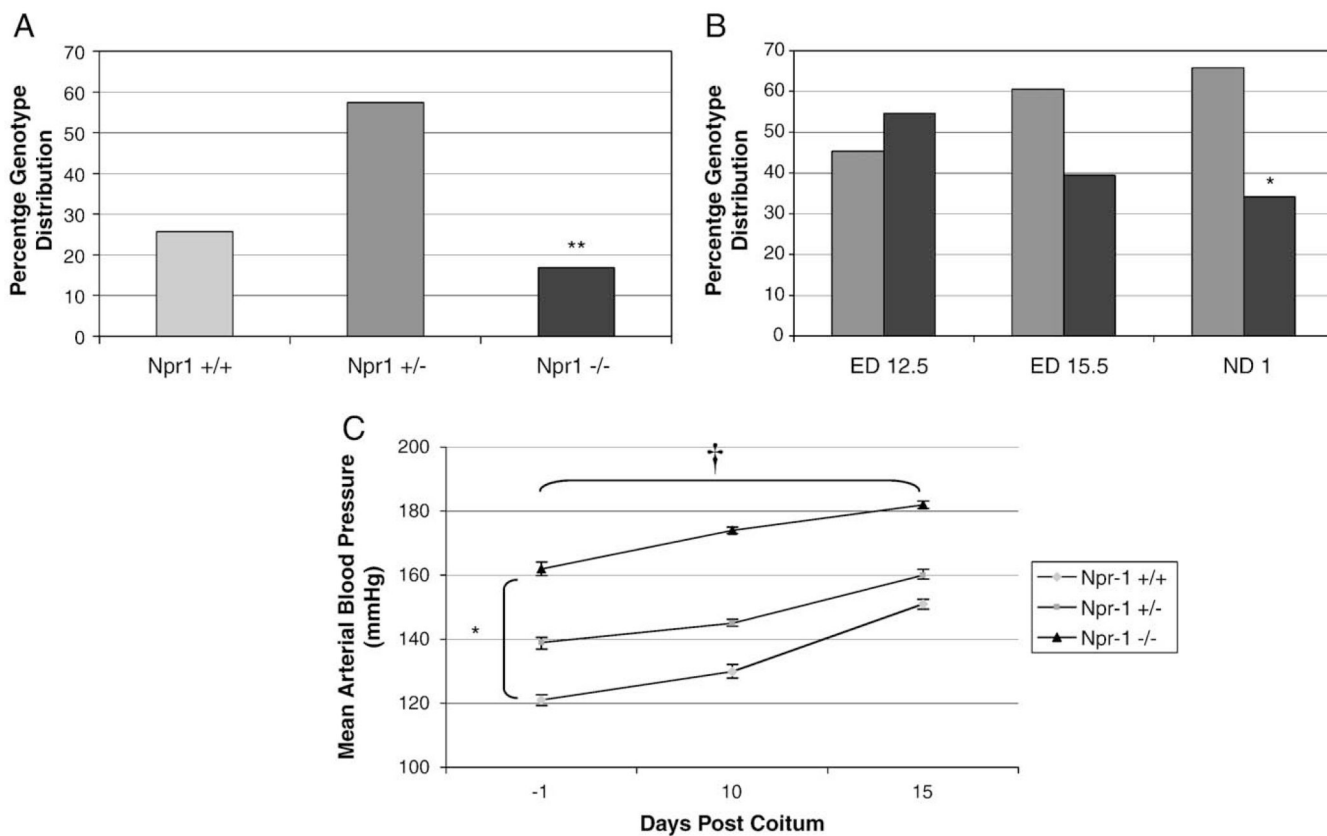 A
Percentge Genotype
Distribution
70
60
50
40
30
20
10
0
**
Npr1 +/+
Npr1 +/-
Npr1 -/-
B
Percentge Genotype
Distribution
70
60
50
40
30
20
10
0
*
ED 12.5
ED 15.5
ND 1
C
Mean Arterial Blood Pressure
(mmHg)
200
180
160
140
120
100
†
*
-1
10
15
Days Post Coitum
Npr-1 +/+
Npr-1 +/-
Npr-1 -/-